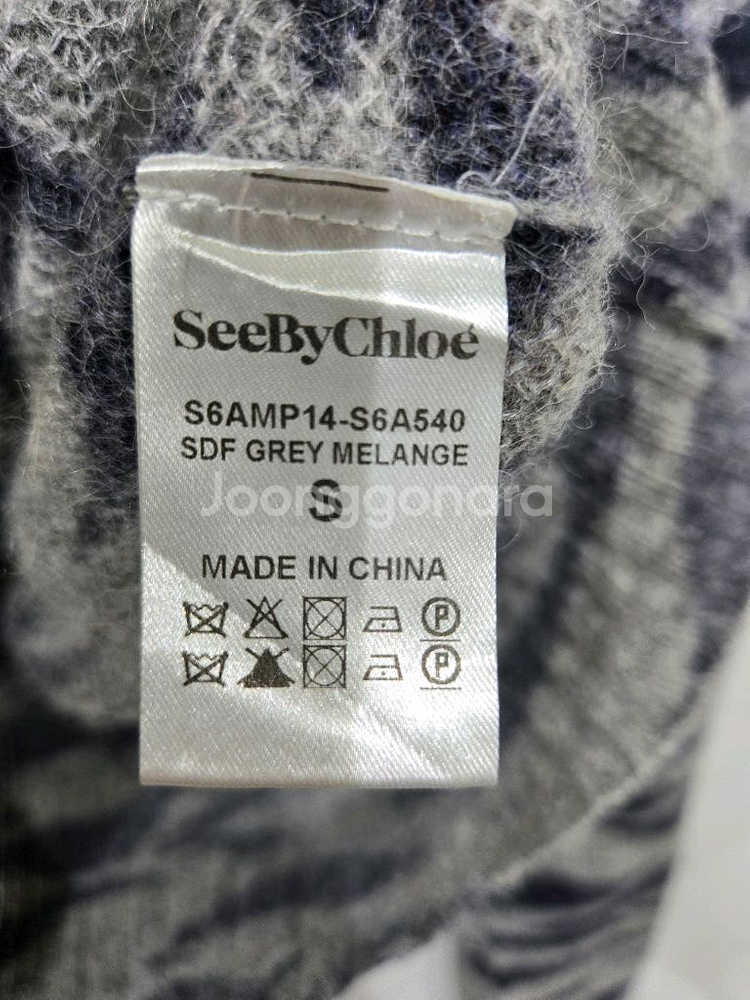 SeeByChloé
S6AMP14-S6A540
SDF GREY MELANGE
S
Joonggonara
MADE IN CHINA
P
P